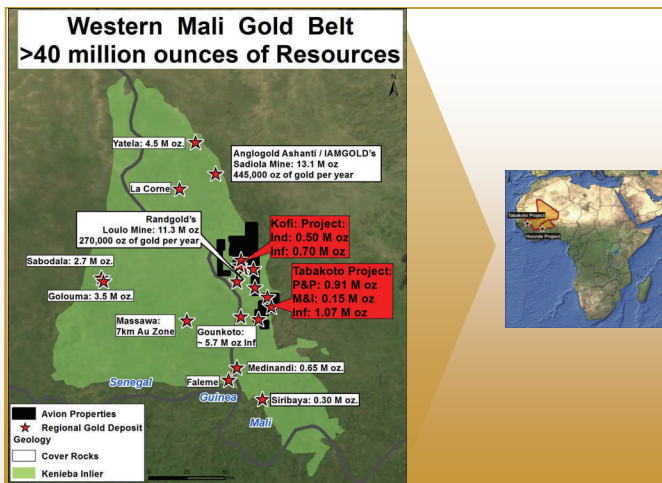 Western Mali Gold Belt
>40 million ounces of Resources
N
Yatela: 4.5 M oz.
Anglogold Ashanti / IAMGOLD's
Sadiola Mine: 13.1 M
445,000 oz of gold per year
La Corne
Randgold's
Loulo Mine: 11.3 M oz
270,000 oz of gold per year
Kofi: Project:
Ind: 0.50 M oz
Inf: 0.70 M oz
Sabodala: 2.7 M oz.
Golouma: 3.5 M oz.
Tabakoto Project:
P&P: 0.91 M oz
M&I: 0.15 M oz
Inf: 1.07 M oz
Massawa:
7km Au Zone
Gounkoto:
~ 5.7 M oz Inf
Medinandi: 0.65 M oz.
Faleme
Senegal
Guinea
Siribaya: 0.30 M oz.
Mali
Avion Properties
Regional Gold Deposit
Geology
Cover Rocks
Kenieba Inlier
0
25
50
Km
Tabakoto Project
Hounde Project